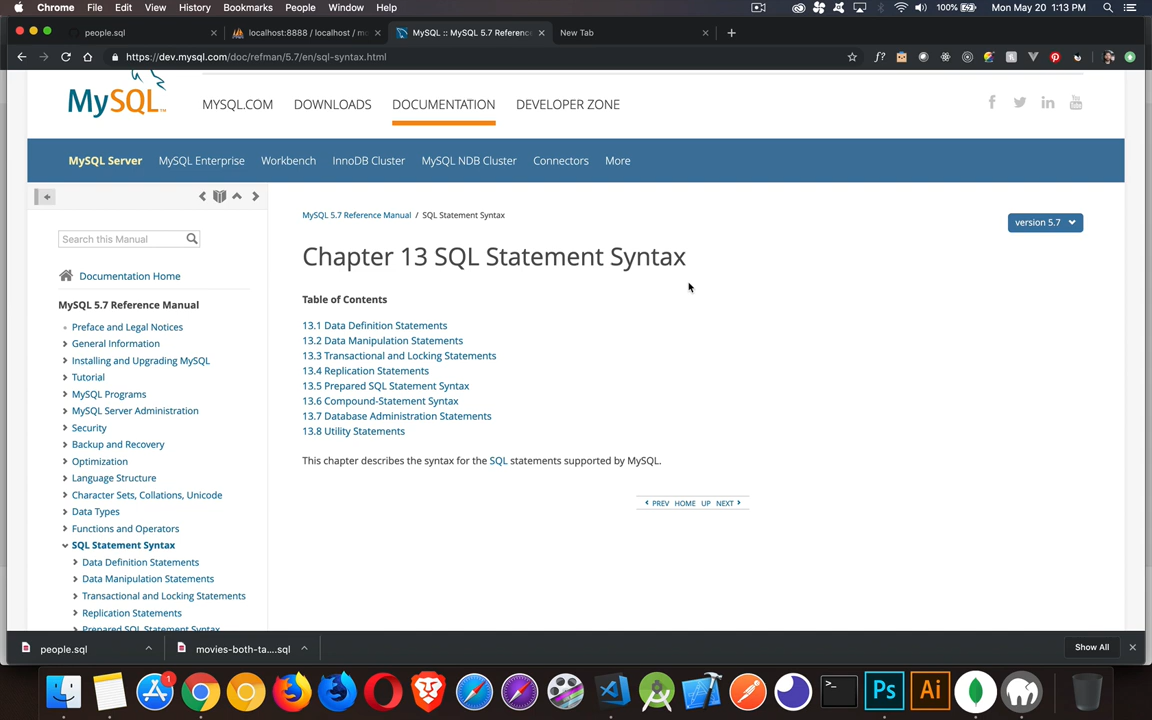 Chrome File Edit View History Bookmarks People Window Help 100% Mon May 20 1:13 PM
people.sql localhost:8888 / localhost / m MySQL :: MySQL 5.7 Referenc New Tab
https://dev.mysql.com/doc/refman/5.7/en/sql-syntax.html
MySQL MYSQL.COM DOWNLOADS DOCUMENTATION DEVELOPER ZONE
MySQL Server MySQL Enterprise Workbench InnoDB Cluster MySQL NDB Cluster Connectors More
Search this Manual
Documentation Home
MySQL 5.7 Reference Manual
Preface and Legal Notices
General Information
Installing and Upgrading MySQL
Tutorial
MySQL Programs
MySQL Server Administration
Security
Backup and Recovery
Optimization
Language Structure
Character Sets, Collations, Unicode
Data Types
Functions and Operators
SQL Statement Syntax
Data Definition Statements
Data Manipulation Statements
Transactional and Locking Statements
Replication Statements
Prepared SQL Statement Syntax
MySQL 5.7 Reference Manual / SQL Statement Syntax
version 5.7
Chapter 13 SQL Statement Syntax
Table of Contents
13.1 Data Definition Statements
13.2 Data Manipulation Statements
13.3 Transactional and Locking Statements
13.4 Replication Statements
13.5 Prepared SQL Statement Syntax
13.6 Compound-Statement Syntax
13.7 Database Administration Statements
13.8 Utility Statements
This chapter describes the syntax for the SQL statements supported by MySQL.
PREV HOME UP NEXT
people.sql movies-both-ta....sql Show All
1 Ps Ai